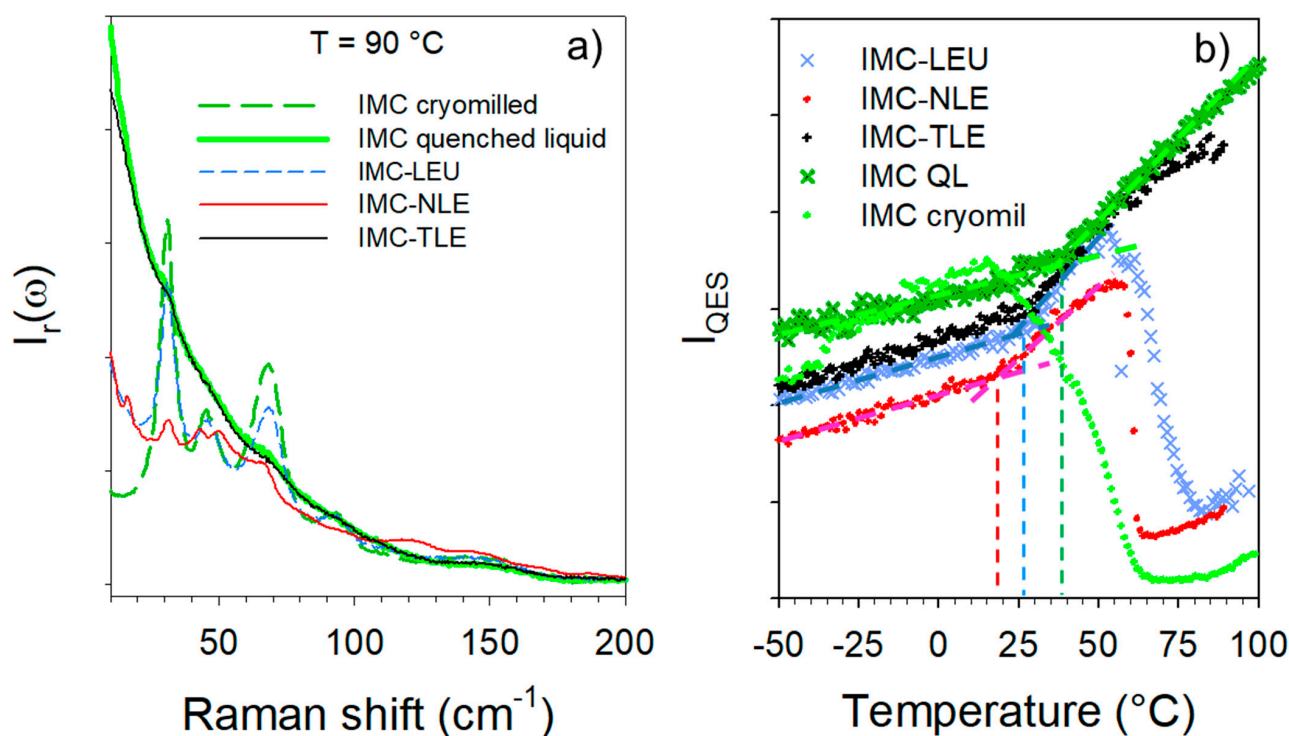 T = 90 °C
a)
IMC cryomilled
IMC quenched liquid
IMC-LEU
IMC-NLE
IMC-TLE
I_r(ω)
50
100
150
200
Raman shift (cm⁻¹)
b)
IMC-LEU
IMC-NLE
IMC-TLE
IMC QL
IMC cryomil
I_QES
-50
-25
0
25
50
75
100
Temperature (°C)